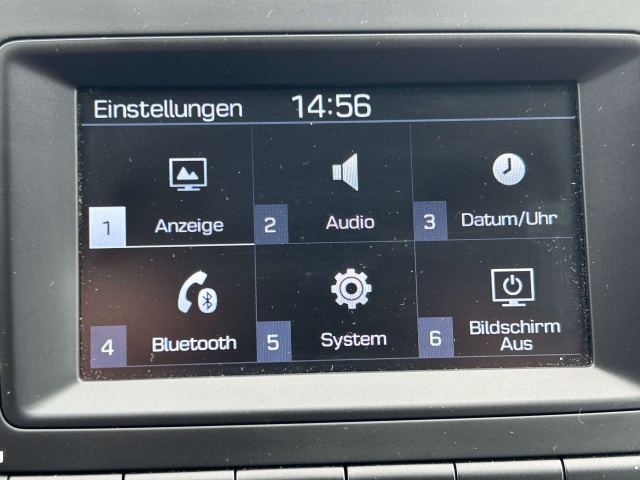 Einstellungen 14:56
1 Anzeige
2 Audio
3 Datum/Uhr
4 Bluetooth
5 System
6 Bildschirm
Aus